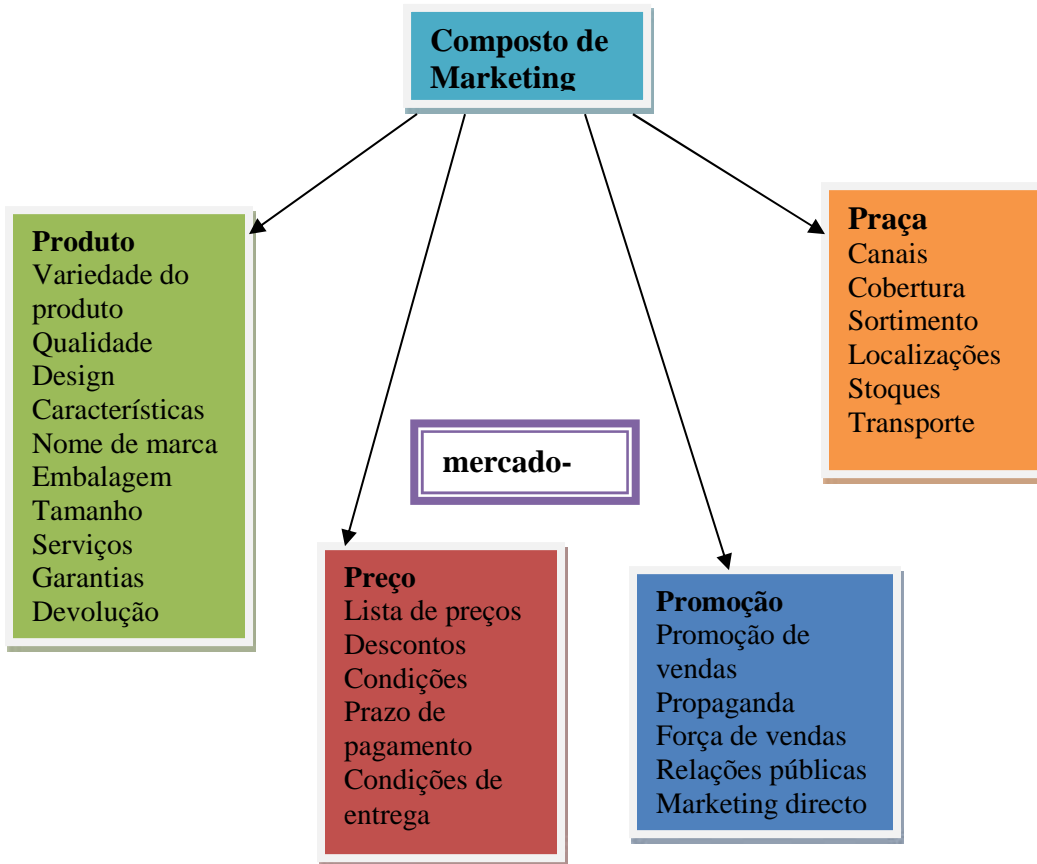 Composto de
Marketing
Produto
Variedade do
produto
Qualidade
Design
Características
Nome de marca
Embalagem
Tamanho
Serviços
Garantias
Devolução
mercado-
Preço
Lista de preços
Descontos
Condições
Prazo de
pagamento
Condições de
entrega
Promoção
Promoção de
vendas
Propaganda
Força de vendas
Relações públicas
Marketing directo
Praça
Canais
Cobertura
Sortimento
Localizações
Stoques
Transporte